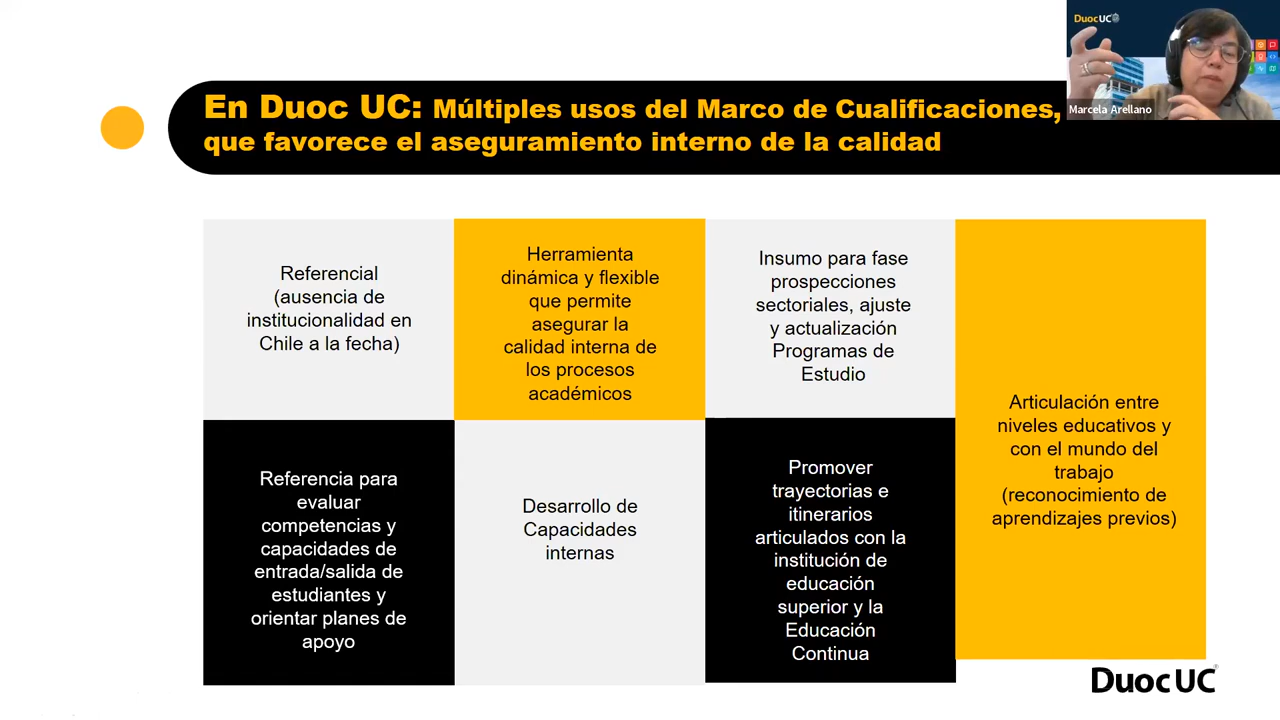 DuocUC
Marcela Arellano
En Duoc UC: Múltiples usos del Marco de Cualificaciones,
que favorece el aseguramiento interno de la calidad
Referencial
(ausencia de
institucionalidad en
Chile a la fecha)
Herramienta
dinámica y flexible
que permite
asegurar la
calidad interna de
los procesos
académicos
Insumo para fase
prospecciones
sectoriales, ajuste
y actualización
Programas de
Estudio
Articulación entre
niveles educativos y
con el mundo del
trabajo
(reconocimiento de
aprendizajes previos)
Referencia para
evaluar
competencias y
capacidades de
entrada/salida de
estudiantes y
orientar planes de
apoyo
Desarrollo de
Capacidades
internas
Promover
trayectorias e
itinerarios
articulados con la
institución de
educación
superior y la
Educación
Continua
Duoc UC